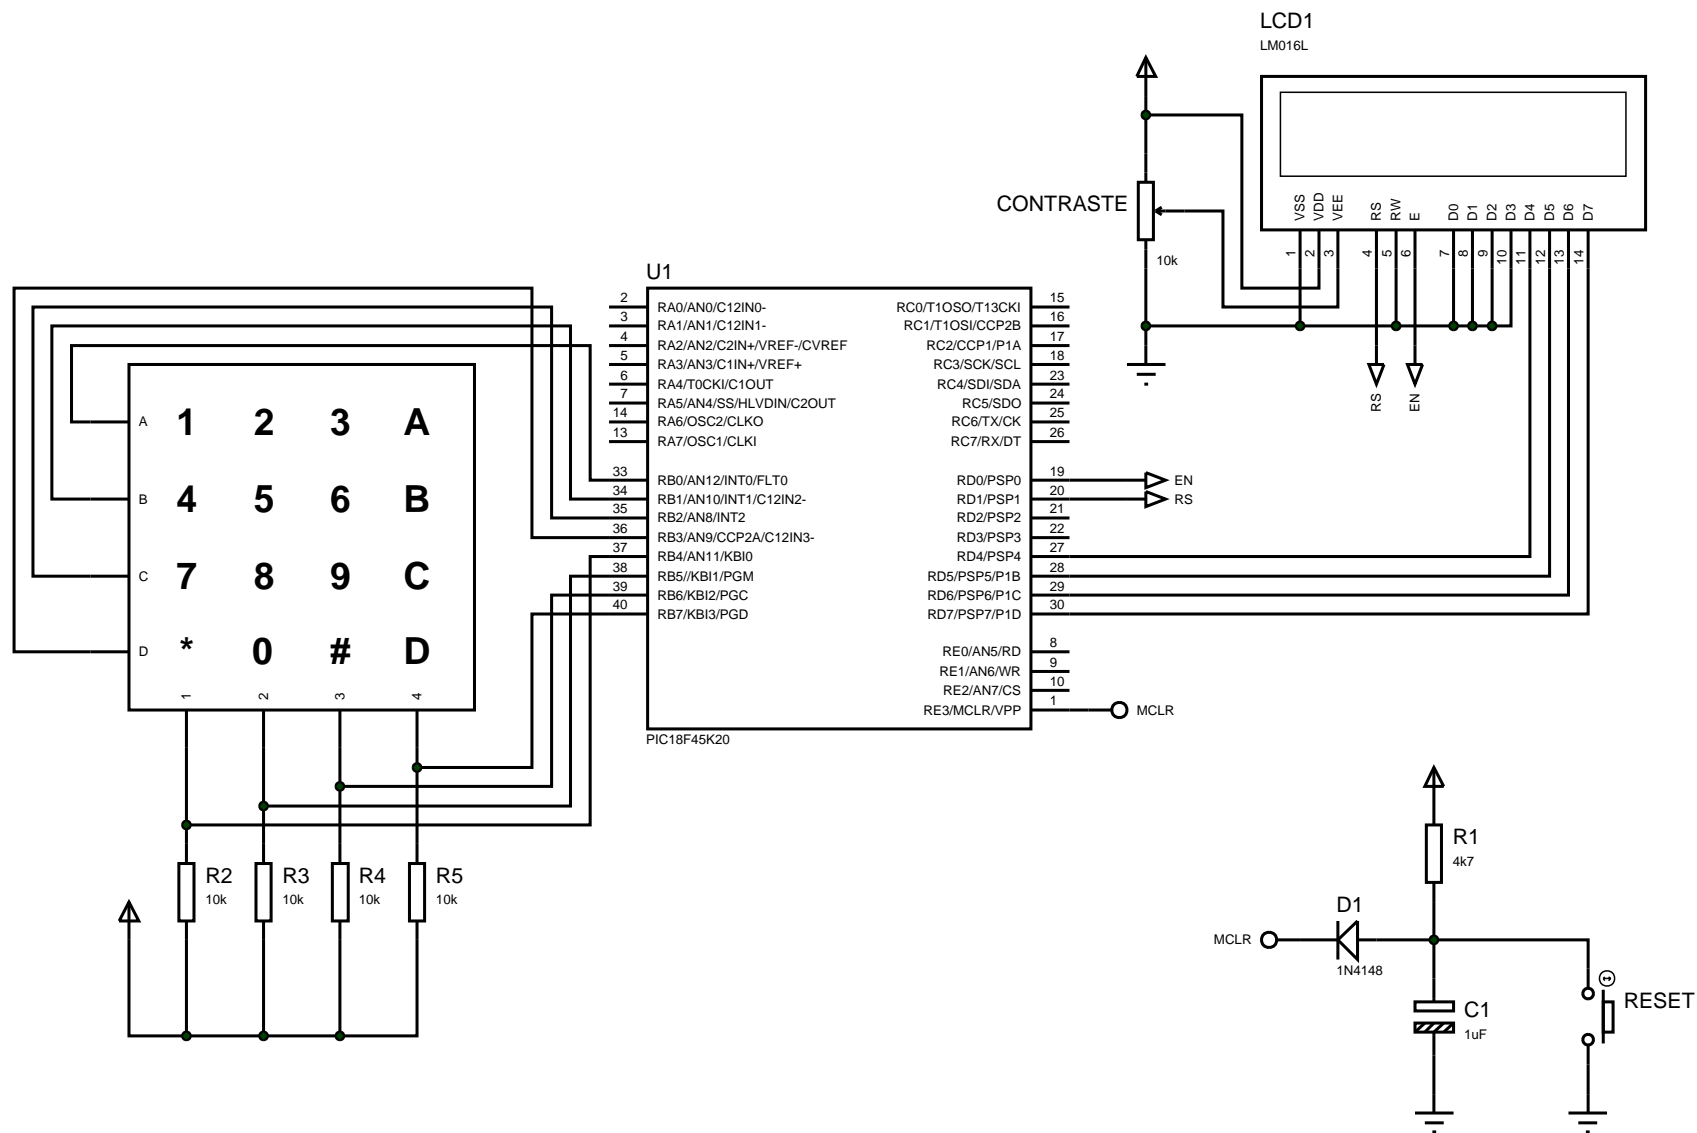 LCD1
LM016L
CONTRASTE
10k
VSS
VDD
VEE
RS
RW
E
D0
D1
D2
D3
D4
D5
D6
D7
1
2
3
4
5
6
7
8
9
10
11
12
13
14
RS
EN
U1
2 RA0/AN0/C12IN0- RC0/T1OSO/T13CKI 15
3 RA1/AN1/C12IN1- RC1/T1OSI/CCP2B 16
4 RA2/AN2/C2IN+/VREF-/CVREF RC2/CCP1/P1A 17
5 RA3/AN3/C1IN+/VREF+ RC3/SCK/SCL 18
6 RA4/T0CKI/C1OUT RC4/SDI/SDA 23
7 RA5/AN4/SS/HLVDIN/C2OUT RC5/SDO 24
14 RA6/OSC2/CLKO RC6/TX/CK 25
13 RA7/OSC1/CLKI RC7/RX/DT 26
33 RB0/AN12/INT0/FLT0 RD0/PSP0 19 EN
34 RB1/AN10/INT1/C12IN2- RD1/PSP1 20 RS
35 RB2/AN8/INT2 RD2/PSP2 21
36 RB3/AN9/CCP2A/C12IN3- RD3/PSP3 22
37 RB4/AN11/KBI0 RD4/PSP4 27
38 RB5//KBI1/PGM RD5/PSP5/P1B 28
39 RB6/KBI2/PGC RD6/PSP6/P1C 29
40 RB7/KBI3/PGD RD7/PSP7/P1D 30
RE0/AN5/RD 8
RE1/AN6/WR 9
RE2/AN7/CS 10
RE3/MCLR/VPP 1 MCLR
PIC18F45K20
A 1 2 3 A
B 4 5 6 B
C 7 8 9 C
D * 0 # D
1 2 3 4
R2
10k
R3
10k
R4
10k
R5
10k
R1
4k7
D1
1N4148
MCLR
C1
1uF
RESET